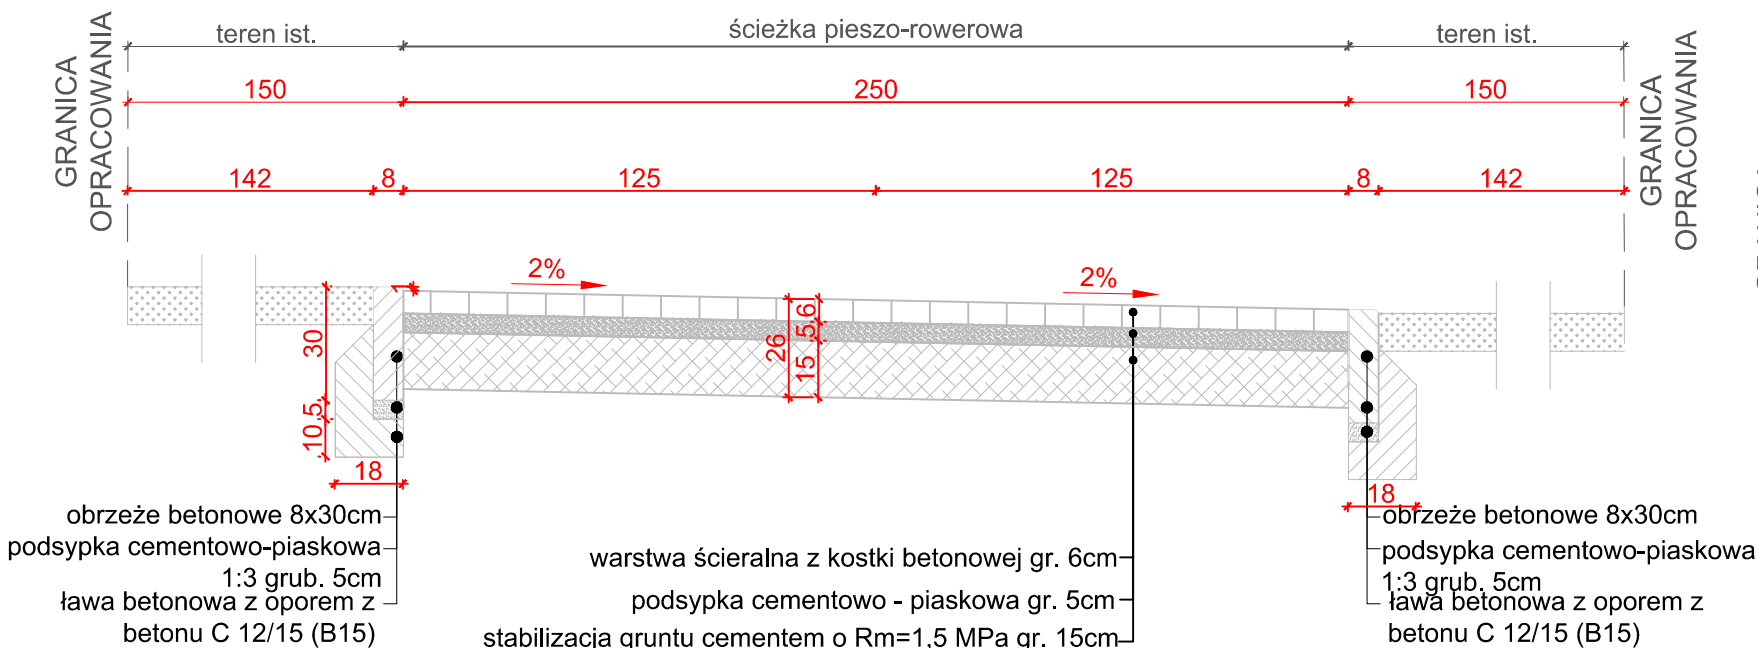 teren ist.
ścieżka pieszo-rowerowa
teren ist.
GRANICA
OPRACOWANIA
150
250
150
GRANICA
OPRACOWANIA
142
8
125
125
8
142
2%
2%
1
30
5
10
18
26
6
5
15
18
obrzeże betonowe 8x30cm
podsypka cementowo-piaskowa
1:3 grub. 5cm
ława betonowa z oporem z
betonu C 12/15 (B15)
warstwa ścieralna z kostki betonowej gr. 6cm
podsypka cementowo - piaskowa gr. 5cm
stabilizacja gruntu cementem o Rm=1,5 MPa gr. 15cm
obrzeże betonowe 8x30cm
podsypka cementowo-piaskowa
1:3 grub. 5cm
ława betonowa z oporem z
betonu C 12/15 (B15)